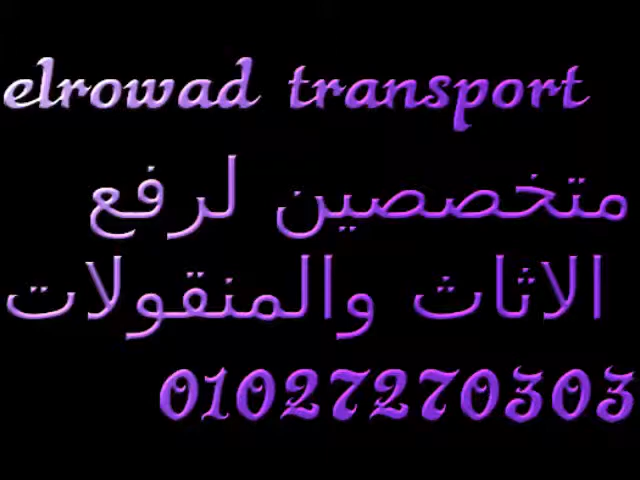 elrowad transport
متخصصين لرفع
الاثاث والمنقولات
01027270303